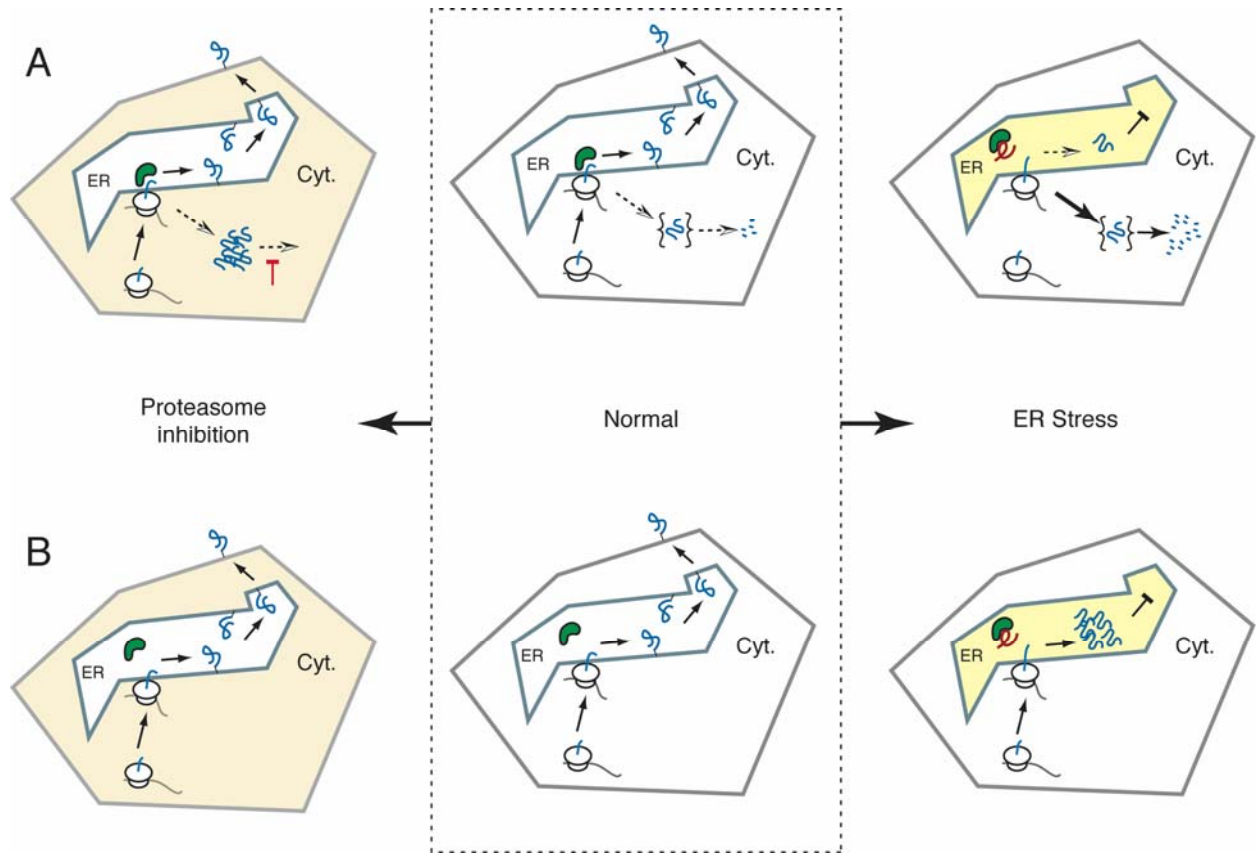 A
ER
Cyt.
ER
Cyt.
ER
Cyt.
Proteasome
inhibition
Normal
ER Stress
B
ER
Cyt.
ER
Cyt.
ER
Cyt.